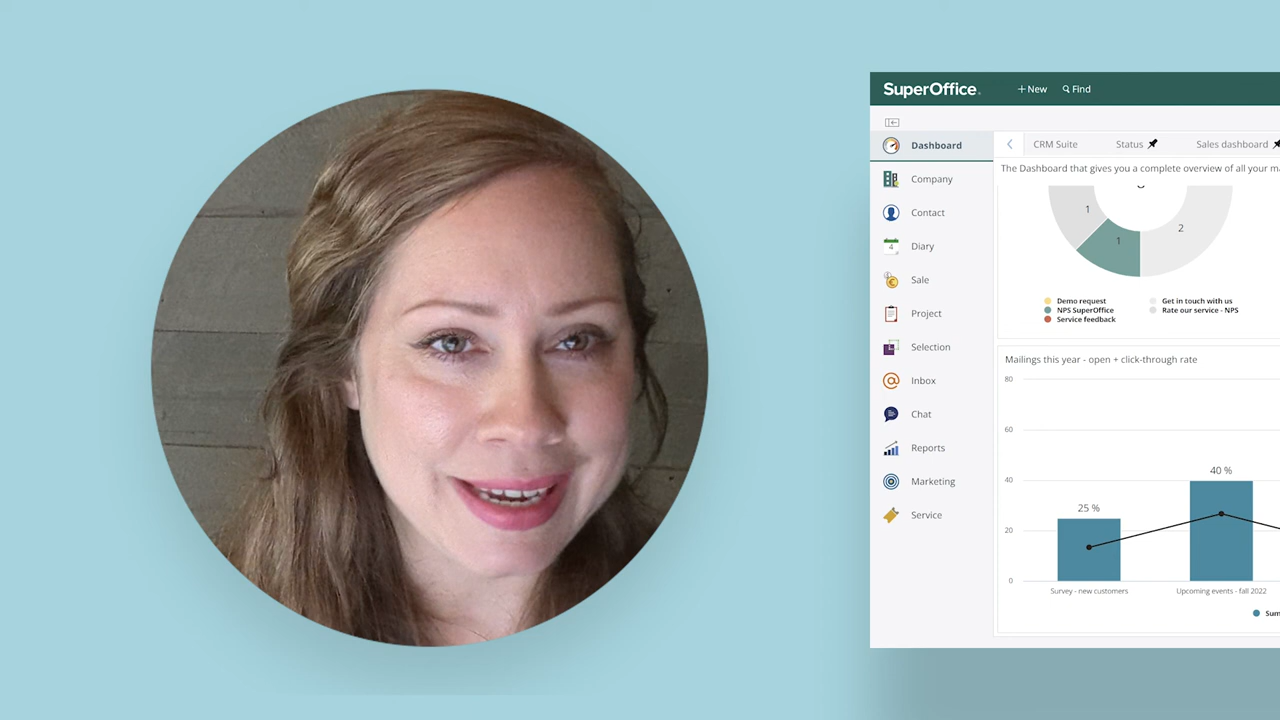 SuperOffice.
+ New
Find
Dashboard
Company
Contact
4
Diary
Sale
Project
Selection
Inbox
Chat
Reports
Marketing
Service
CRM Suite
Status
Sales dashboard
The Dashboard that gives you a complete overview of all your ma
1
1
2
Demo request
Get in touch with us
NPS SuperOffice
Rate our service - NPS
Service feedback
Mailings this year - open + click-through rate
80
60
40
20
0
25 %
40 %
Survey - new customers
Upcoming events - fall 2022
Sum